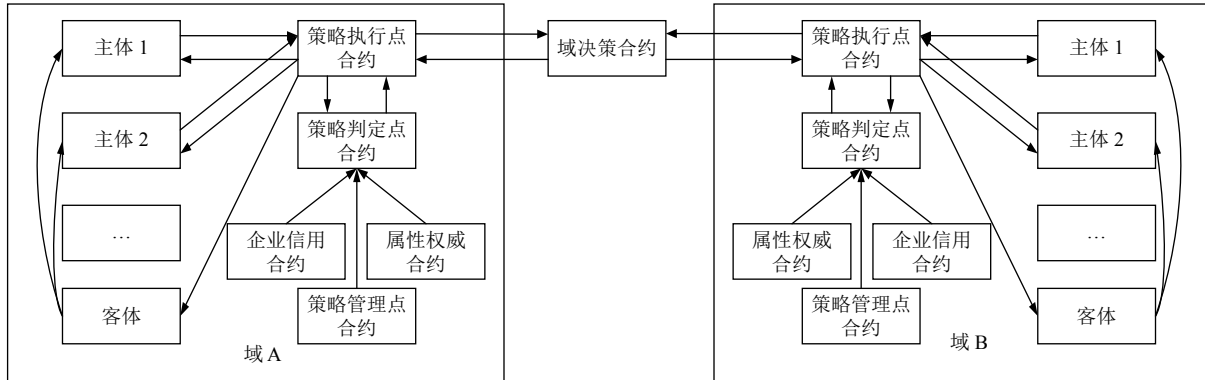 主体 1
策略执行点
合约
域决策合约
策略执行点
合约
主体 1
主体 2
策略判定点
合约
策略判定点
合约
主体 2
…
企业信用
合约
属性权威
合约
属性权威
合约
企业信用
合约
…
客体
策略管理点
合约
策略管理点
合约
客体
域 A
域 B